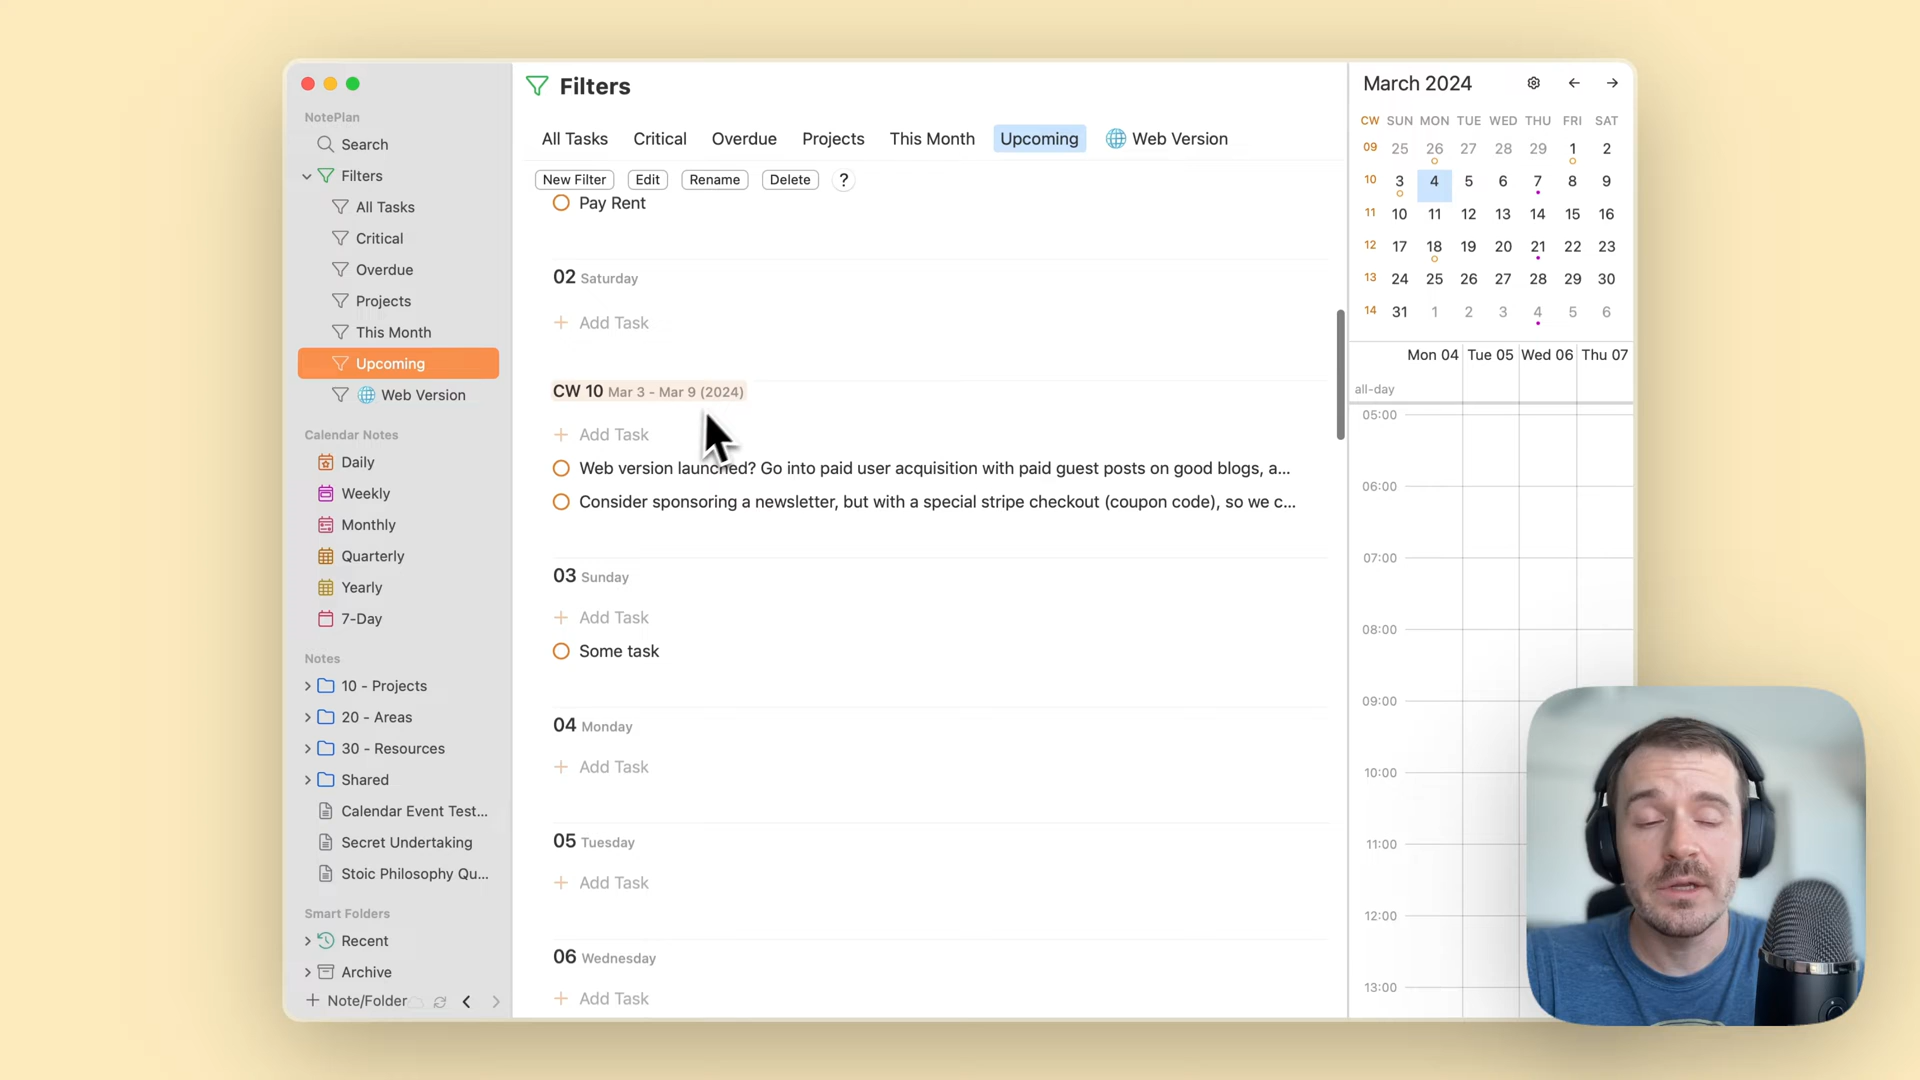 NotePlan
Search
Filters
All Tasks
Critical
Overdue
Projects
This Month
Upcoming
Web Version
Calendar Notes
Daily
Weekly
Monthly
Quarterly
Yearly
7-Day
Notes
10 - Projects
20 - Areas
30 - Resources
Shared
Calendar Event Test...
Secret Undertaking
Stoic Philosophy Qu...
Smart Folders
Recent
Archive
+ Note/Folder
Filters
All Tasks Critical Overdue Projects This Month Upcoming Web Version
New Filter Edit Rename Delete ?
Pay Rent
02 Saturday
+ Add Task
CW 10 Mar 3 - Mar 9 (2024)
+ Add Task
Web version launched? Go into paid user acquisition with paid guest posts on good blogs, a...
Consider sponsoring a newsletter, but with a special stripe checkout (coupon code), so we c...
03 Sunday
+ Add Task
Some task
04 Monday
+ Add Task
05 Tuesday
+ Add Task
06 Wednesday
+ Add Task
March 2024
CW SUN MON TUE WED THU FRI SAT
09 25 26 27 28 29 1 2
10 3 4 5 6 7 8 9
11 10 11 12 13 14 15 16
12 17 18 19 20 21 22 23
13 24 25 26 27 28 29 30
14 31 1 2 3 4 5 6
Mon 04 Tue 05 Wed 06 Thu 07
all-day
05:00
06:00
07:00
08:00
09:00
10:00
11:00
12:00
13:00